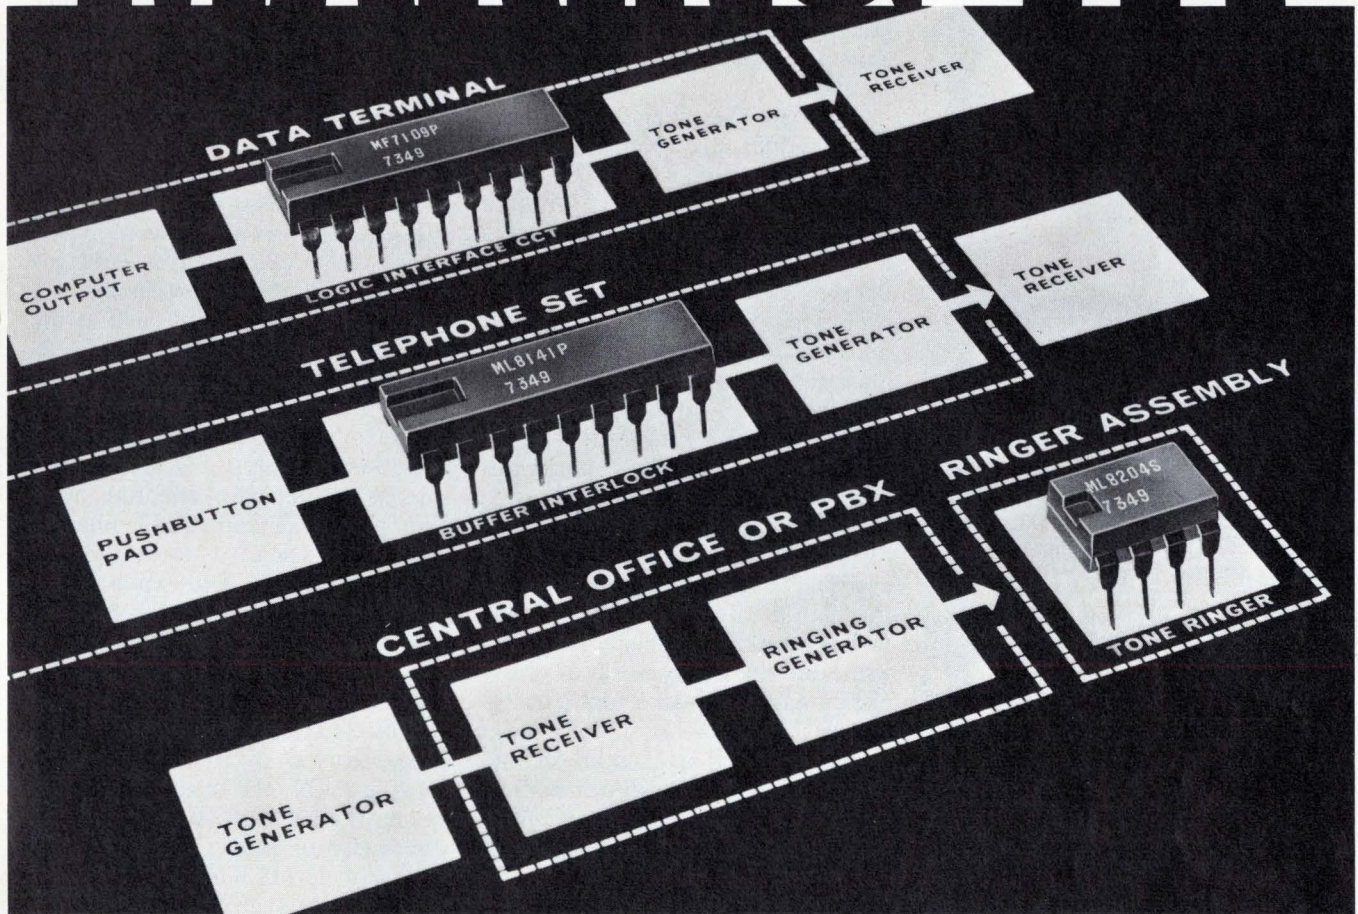 DATA TERMINAL
COMPUTER
OUTPUT
MF7109P
7349
LOGIC INTERFACE CCT
TONE
GENERATOR
TONE
RECEIVER
TELEPHONE SET
PUSHBUTTON
PAD
ML8141P
7349
BUFFER INTERLOCK
TONE
GENERATOR
TONE
RECEIVER
CENTRAL OFFICE OR PBX
TONE
GENERATOR
TONE
RECEIVER
RINGING
GENERATOR
RINGER ASSEMBLY
ML8204S
7349
TONE RINGER